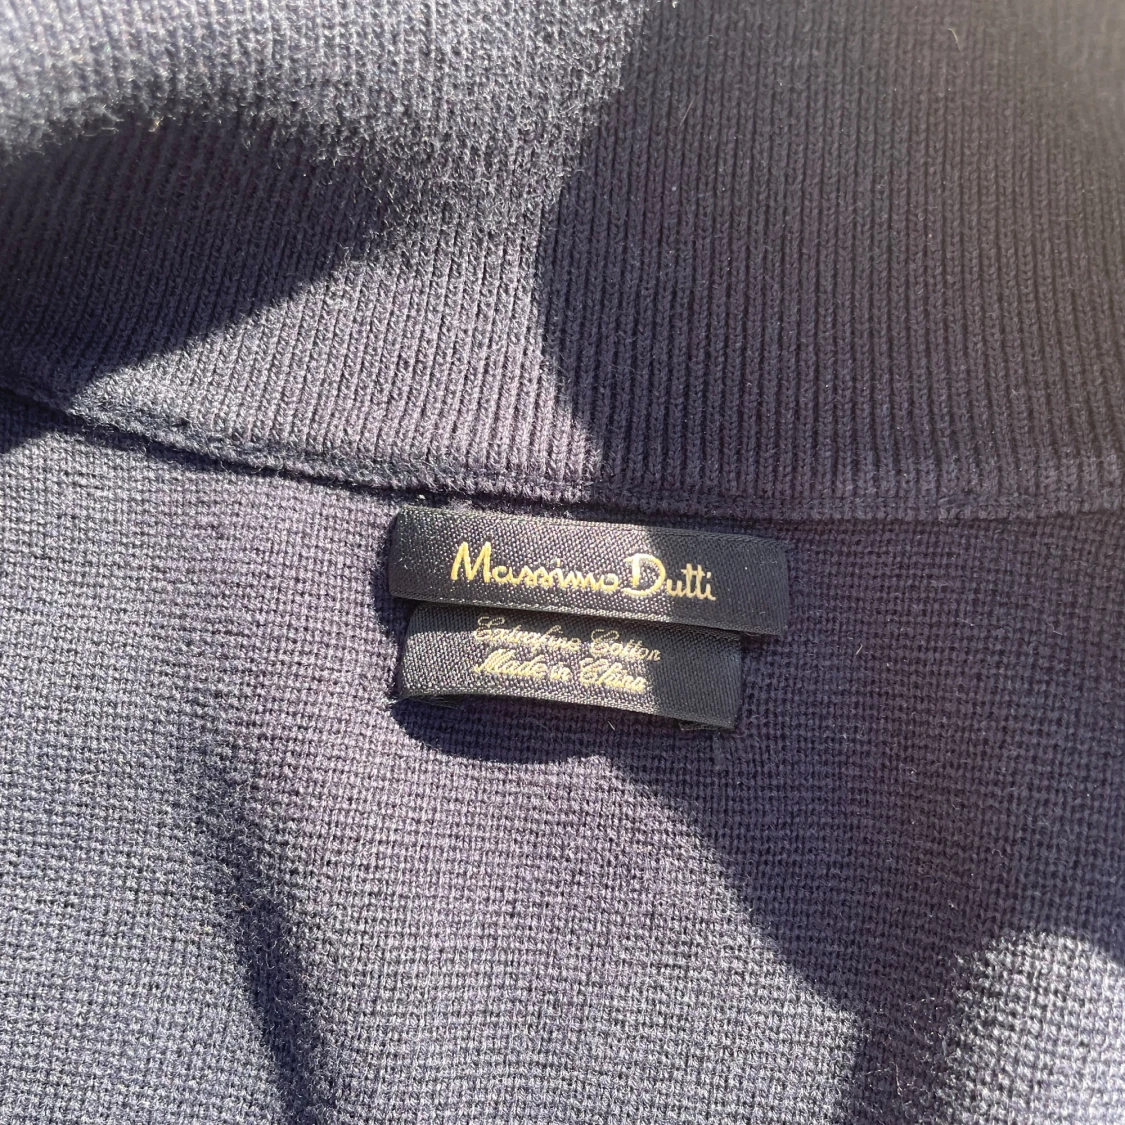 Massimo Dutti
Extrafine Cotton
Made in China